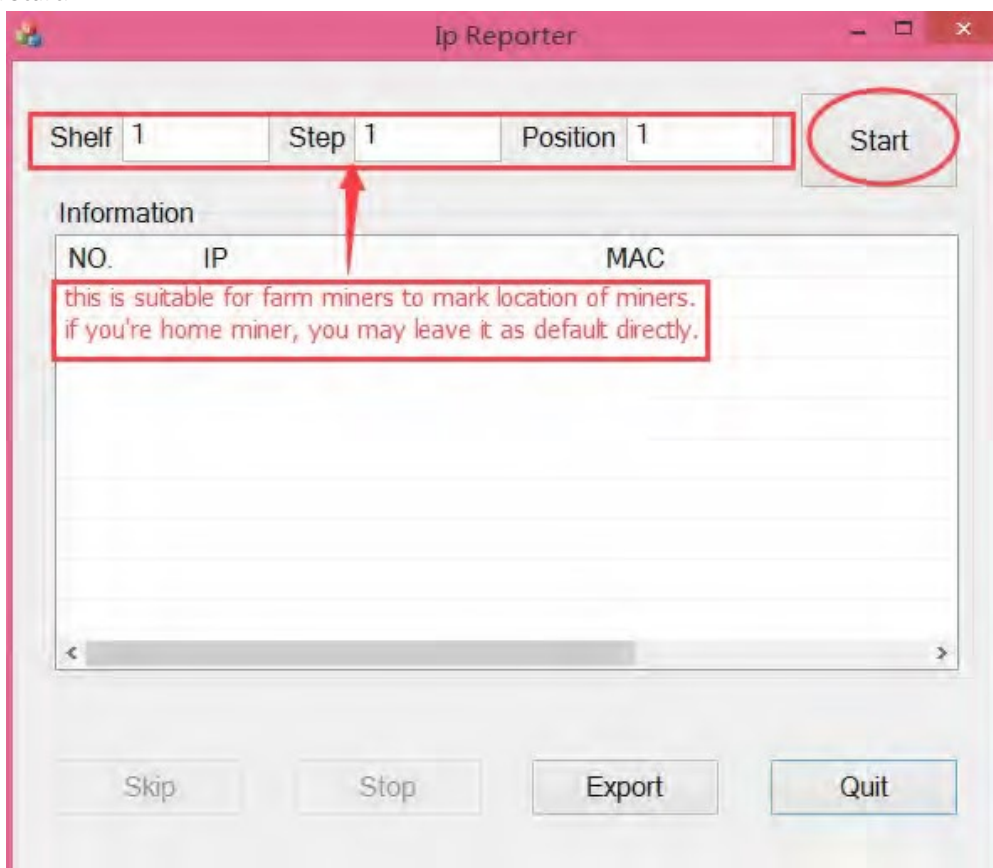 Ip Reporter
Shelf 1 Step 1 Position 1 Start
Information
NO. IP MAC
this is suitable for farm miners to mark location of miners.
if you're home miner, you may leave it as default directly.
Skip Stop Export Quit